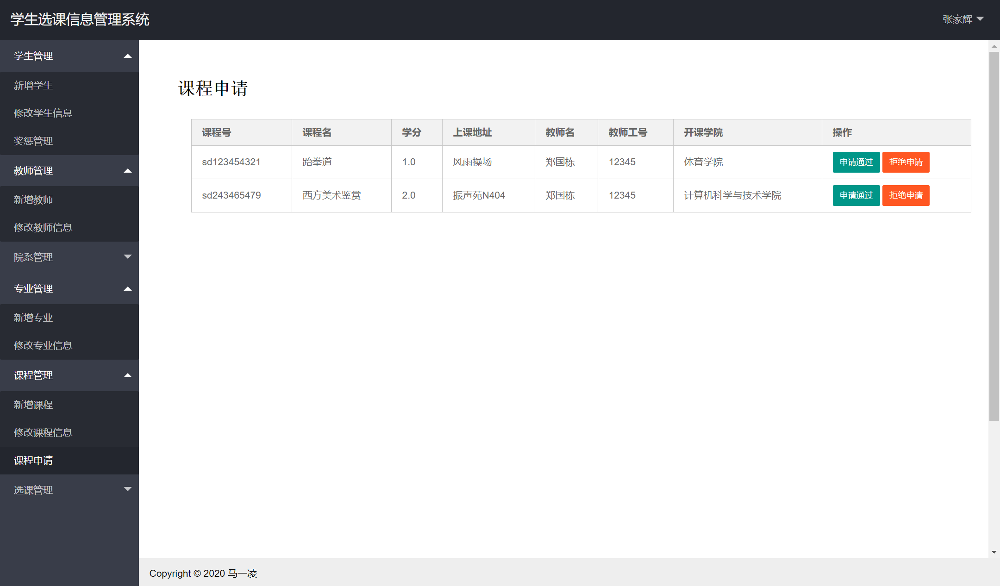 学生选课信息管理系统
张家辉
学生管理
新增学生
修改学生信息
奖惩管理
教师管理
新增教师
修改教师信息
院系管理
专业管理
新增专业
修改专业信息
课程管理
新增课程
修改课程信息
课程申请
选课管理
课程申请
课程号 课程名 学分 上课地址 教师名 教师工号 开课学院 操作
sd123454321 跆拳道 1.0 风雨操场 郑国栋 12345 体育学院 申请通过 拒绝申请
sd243465479 西方美术鉴赏 2.0 振声苑N404 郑国栋 12345 计算机科学与技术学院 申请通过 拒绝申请
Copyright © 2020 马一凌